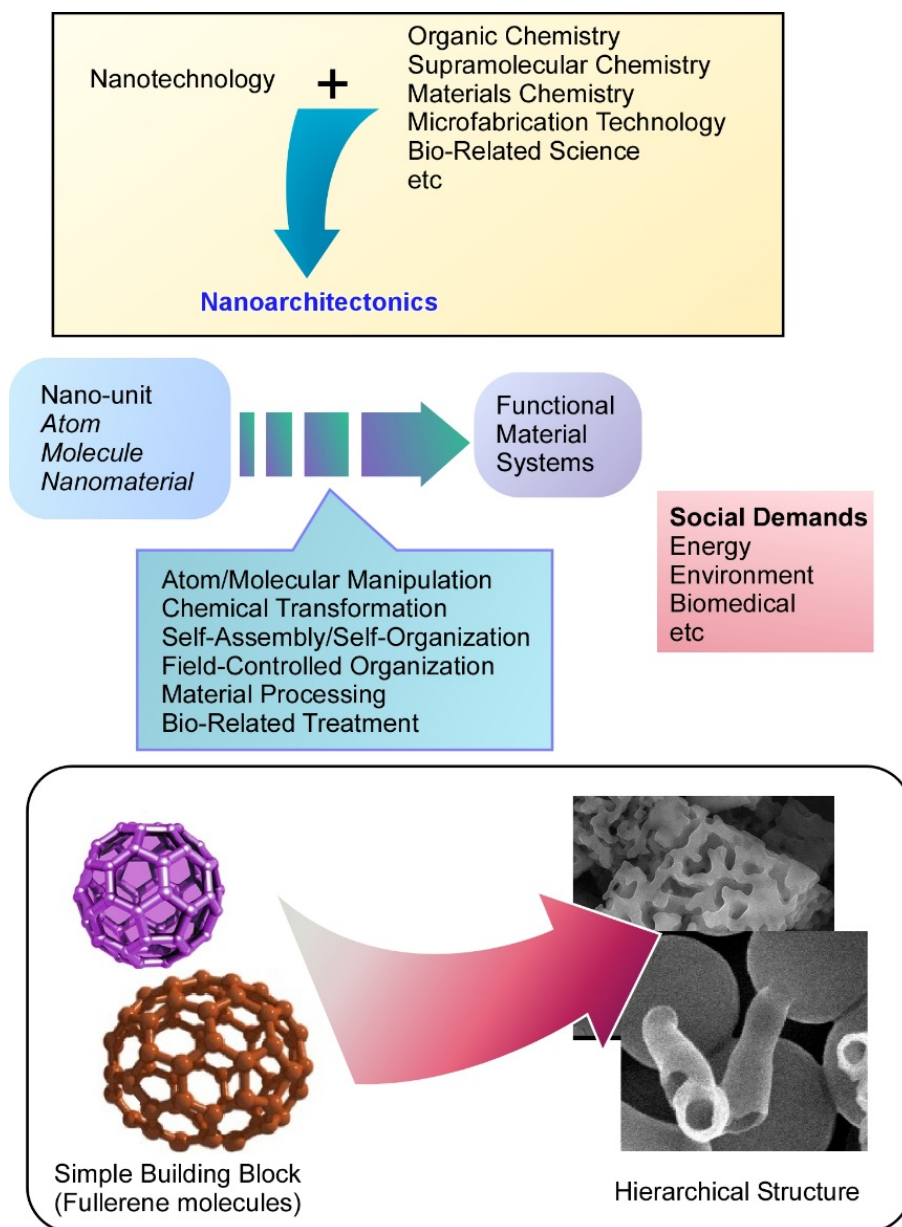 Nanotechnology
+
Organic Chemistry
Supramolecular Chemistry
Materials Chemistry
Microfabrication Technology
Bio-Related Science
etc
Nanoarchitectonics
Nano-unit
Atom
Molecule
Nanomaterial
Functional
Material
Systems
Social Demands
Energy
Environment
Biomedical
etc
Atom/Molecular Manipulation
Chemical Transformation
Self-Assembly/Self-Organization
Field-Controlled Organization
Material Processing
Bio-Related Treatment
Simple Building Block
(Fullerene molecules)
Hierarchical Structure